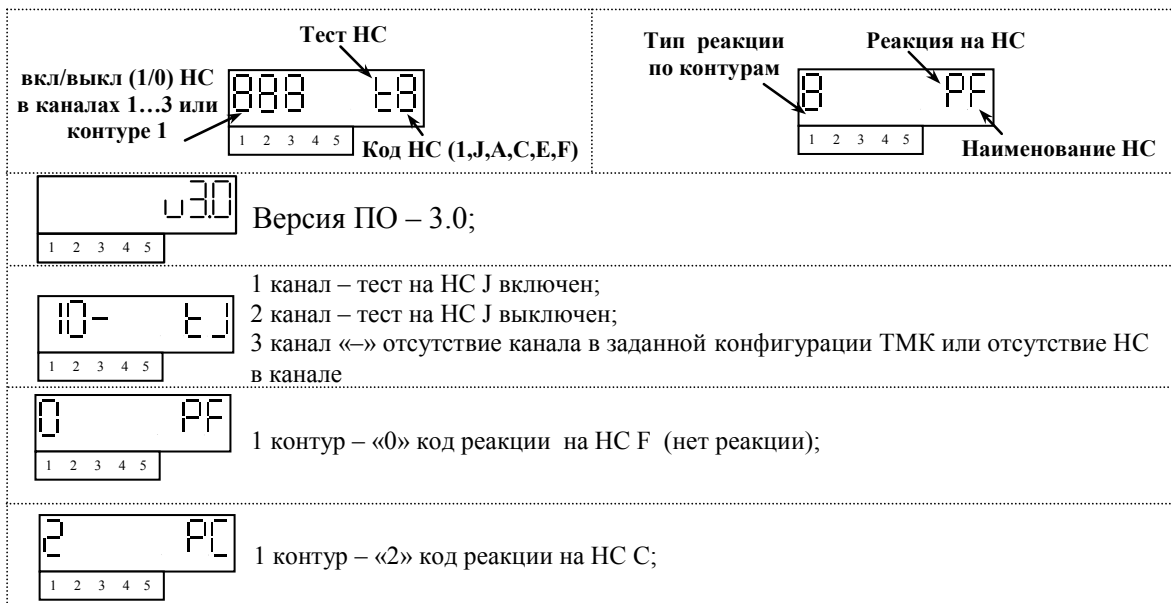 Тест НС
вкл/выкл (1/0) НС
в каналах 1…3 или
контуре 1
888 t8
1 2 3 4 5
Код НС (1,J,A,C,E,F)
Тип реакции
по контурам
Реакция на НС
8 PF
1 2 3 4 5
Наименование НС
u3.0
1 2 3 4 5
Версия ПО – 3.0;
10- tJ
1 2 3 4 5
1 канал – тест на НС J включен;
2 канал – тест на НС J выключен;
3 канал «–» отсутствие канала в заданной конфигурации ТМК или отсутствие НС
в канале
0 PF
1 2 3 4 5
1 контур – «0» код реакции на НС F (нет реакции);
2 PC
1 2 3 4 5
1 контур – «2» код реакции на НС С;